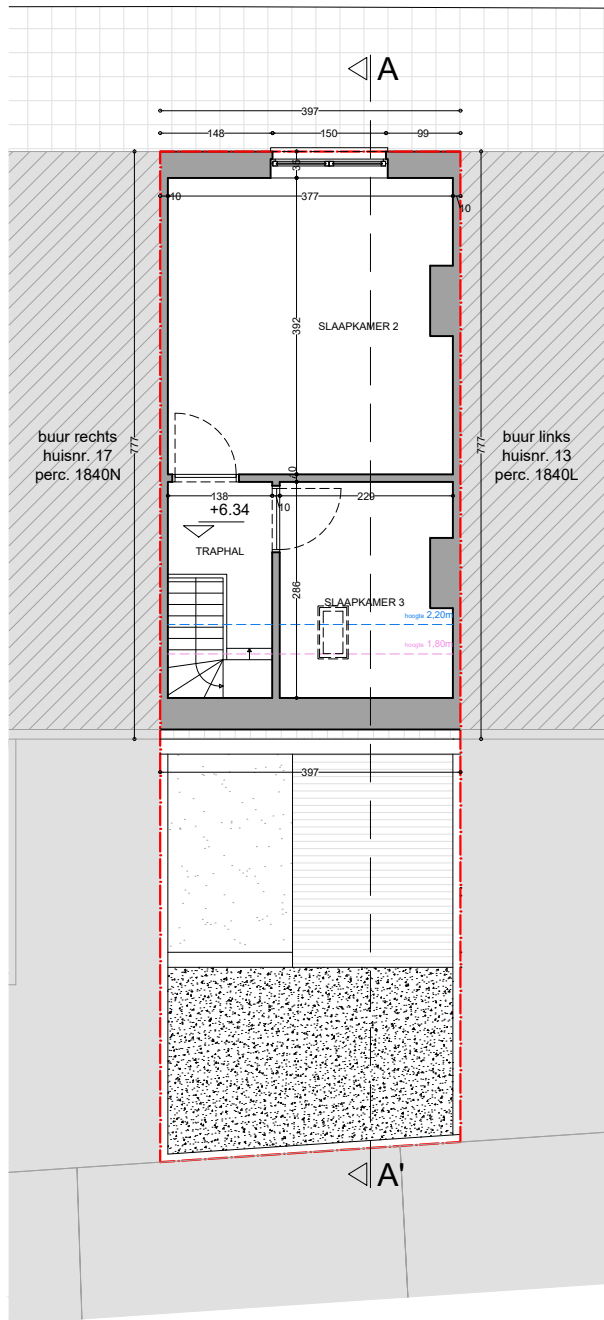 A
397
148
150
99
35
10
377
10
392
SLAAPKAMER 2
buur rechts
huisnr. 17
perc. 1840N
777
777
buur links
huisnr. 13
perc. 1840L
10
138
10
229
+6.34
TRAPHAL
286
SLAAPKAMER 3
hoogte 2,20m
hoogte 1,80m
397
A'